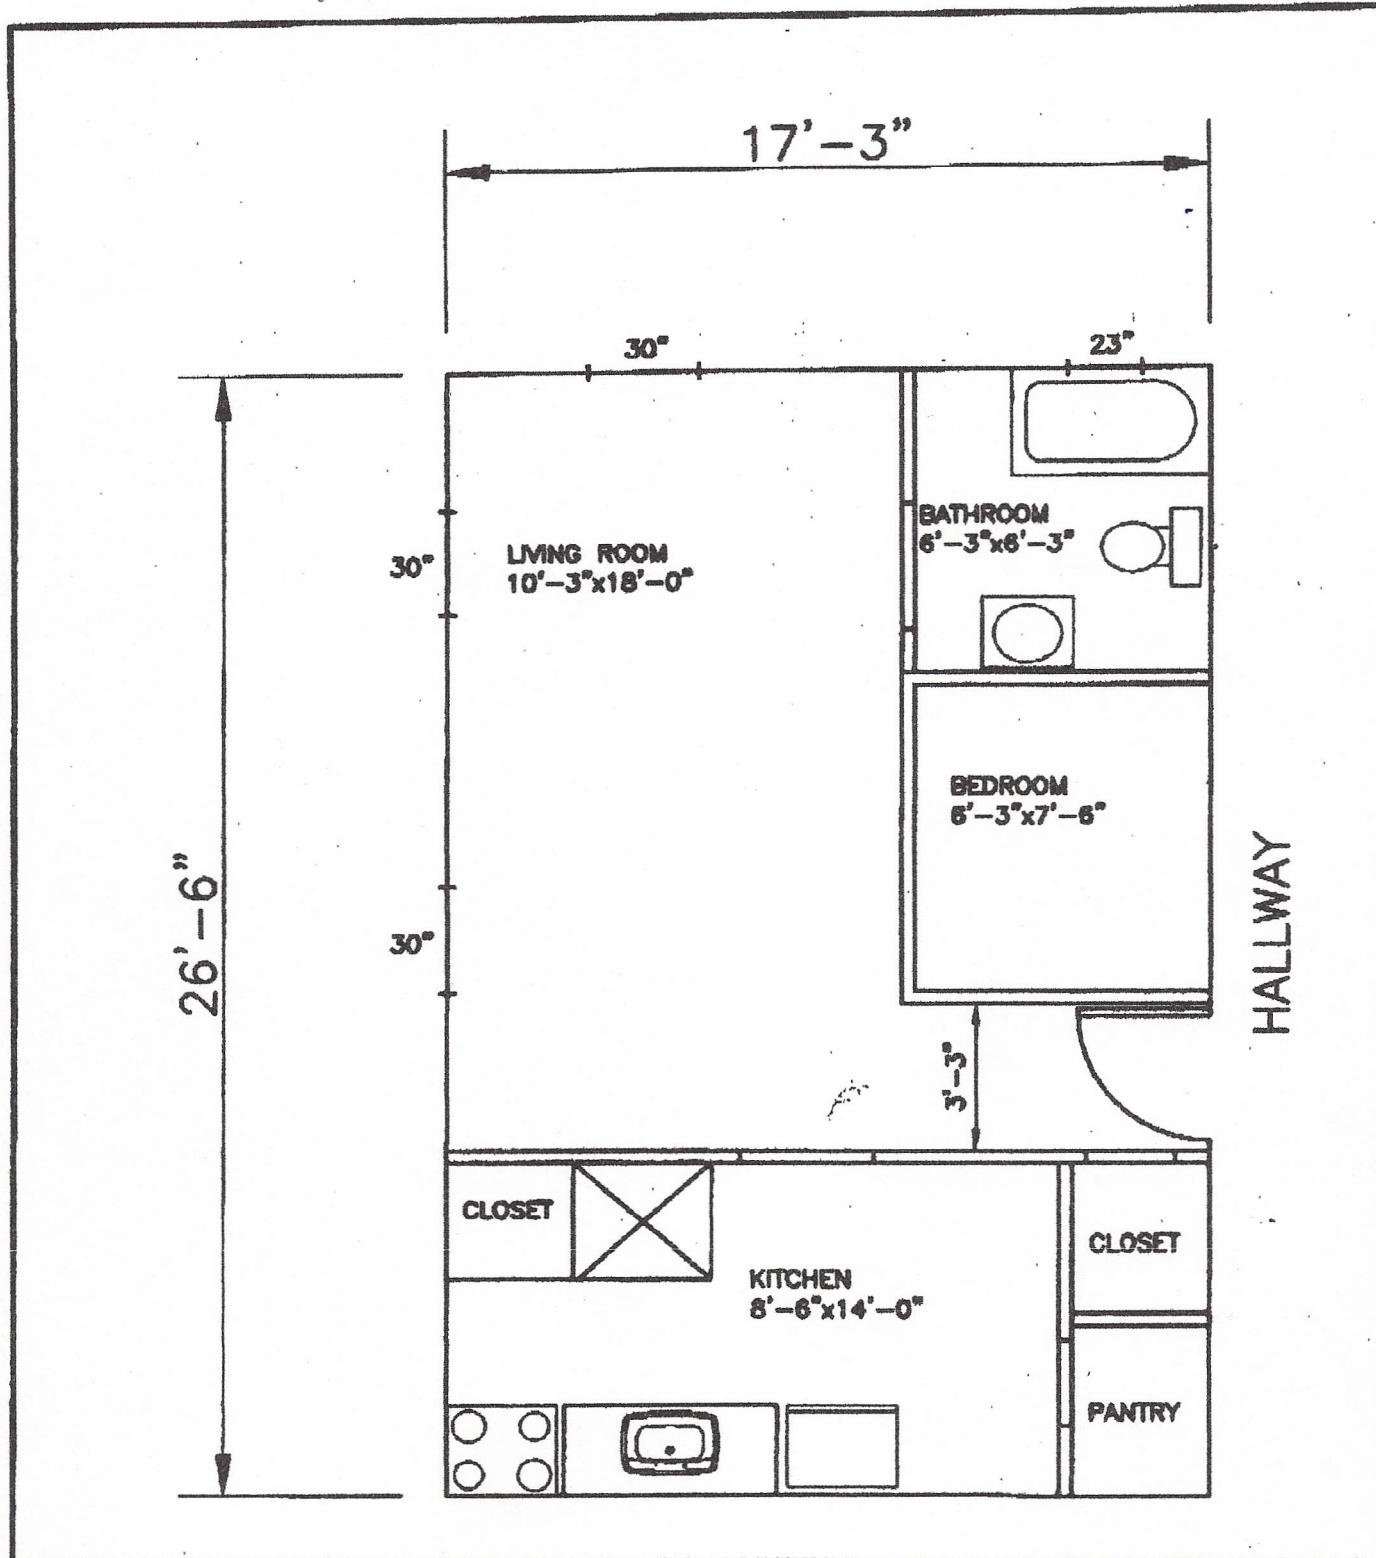 17'-3"
30"
23"
BATHROOM
6'-3"x6'-3"
LIVING ROOM
10'-3"x18'-0"
30"
BEDROOM
6'-3"x7'-6"
HALLWAY
26'-6"
30"
3'-3"
CLOSET
CLOSET
KITCHEN
8'-6"x14'-0"
PANTRY